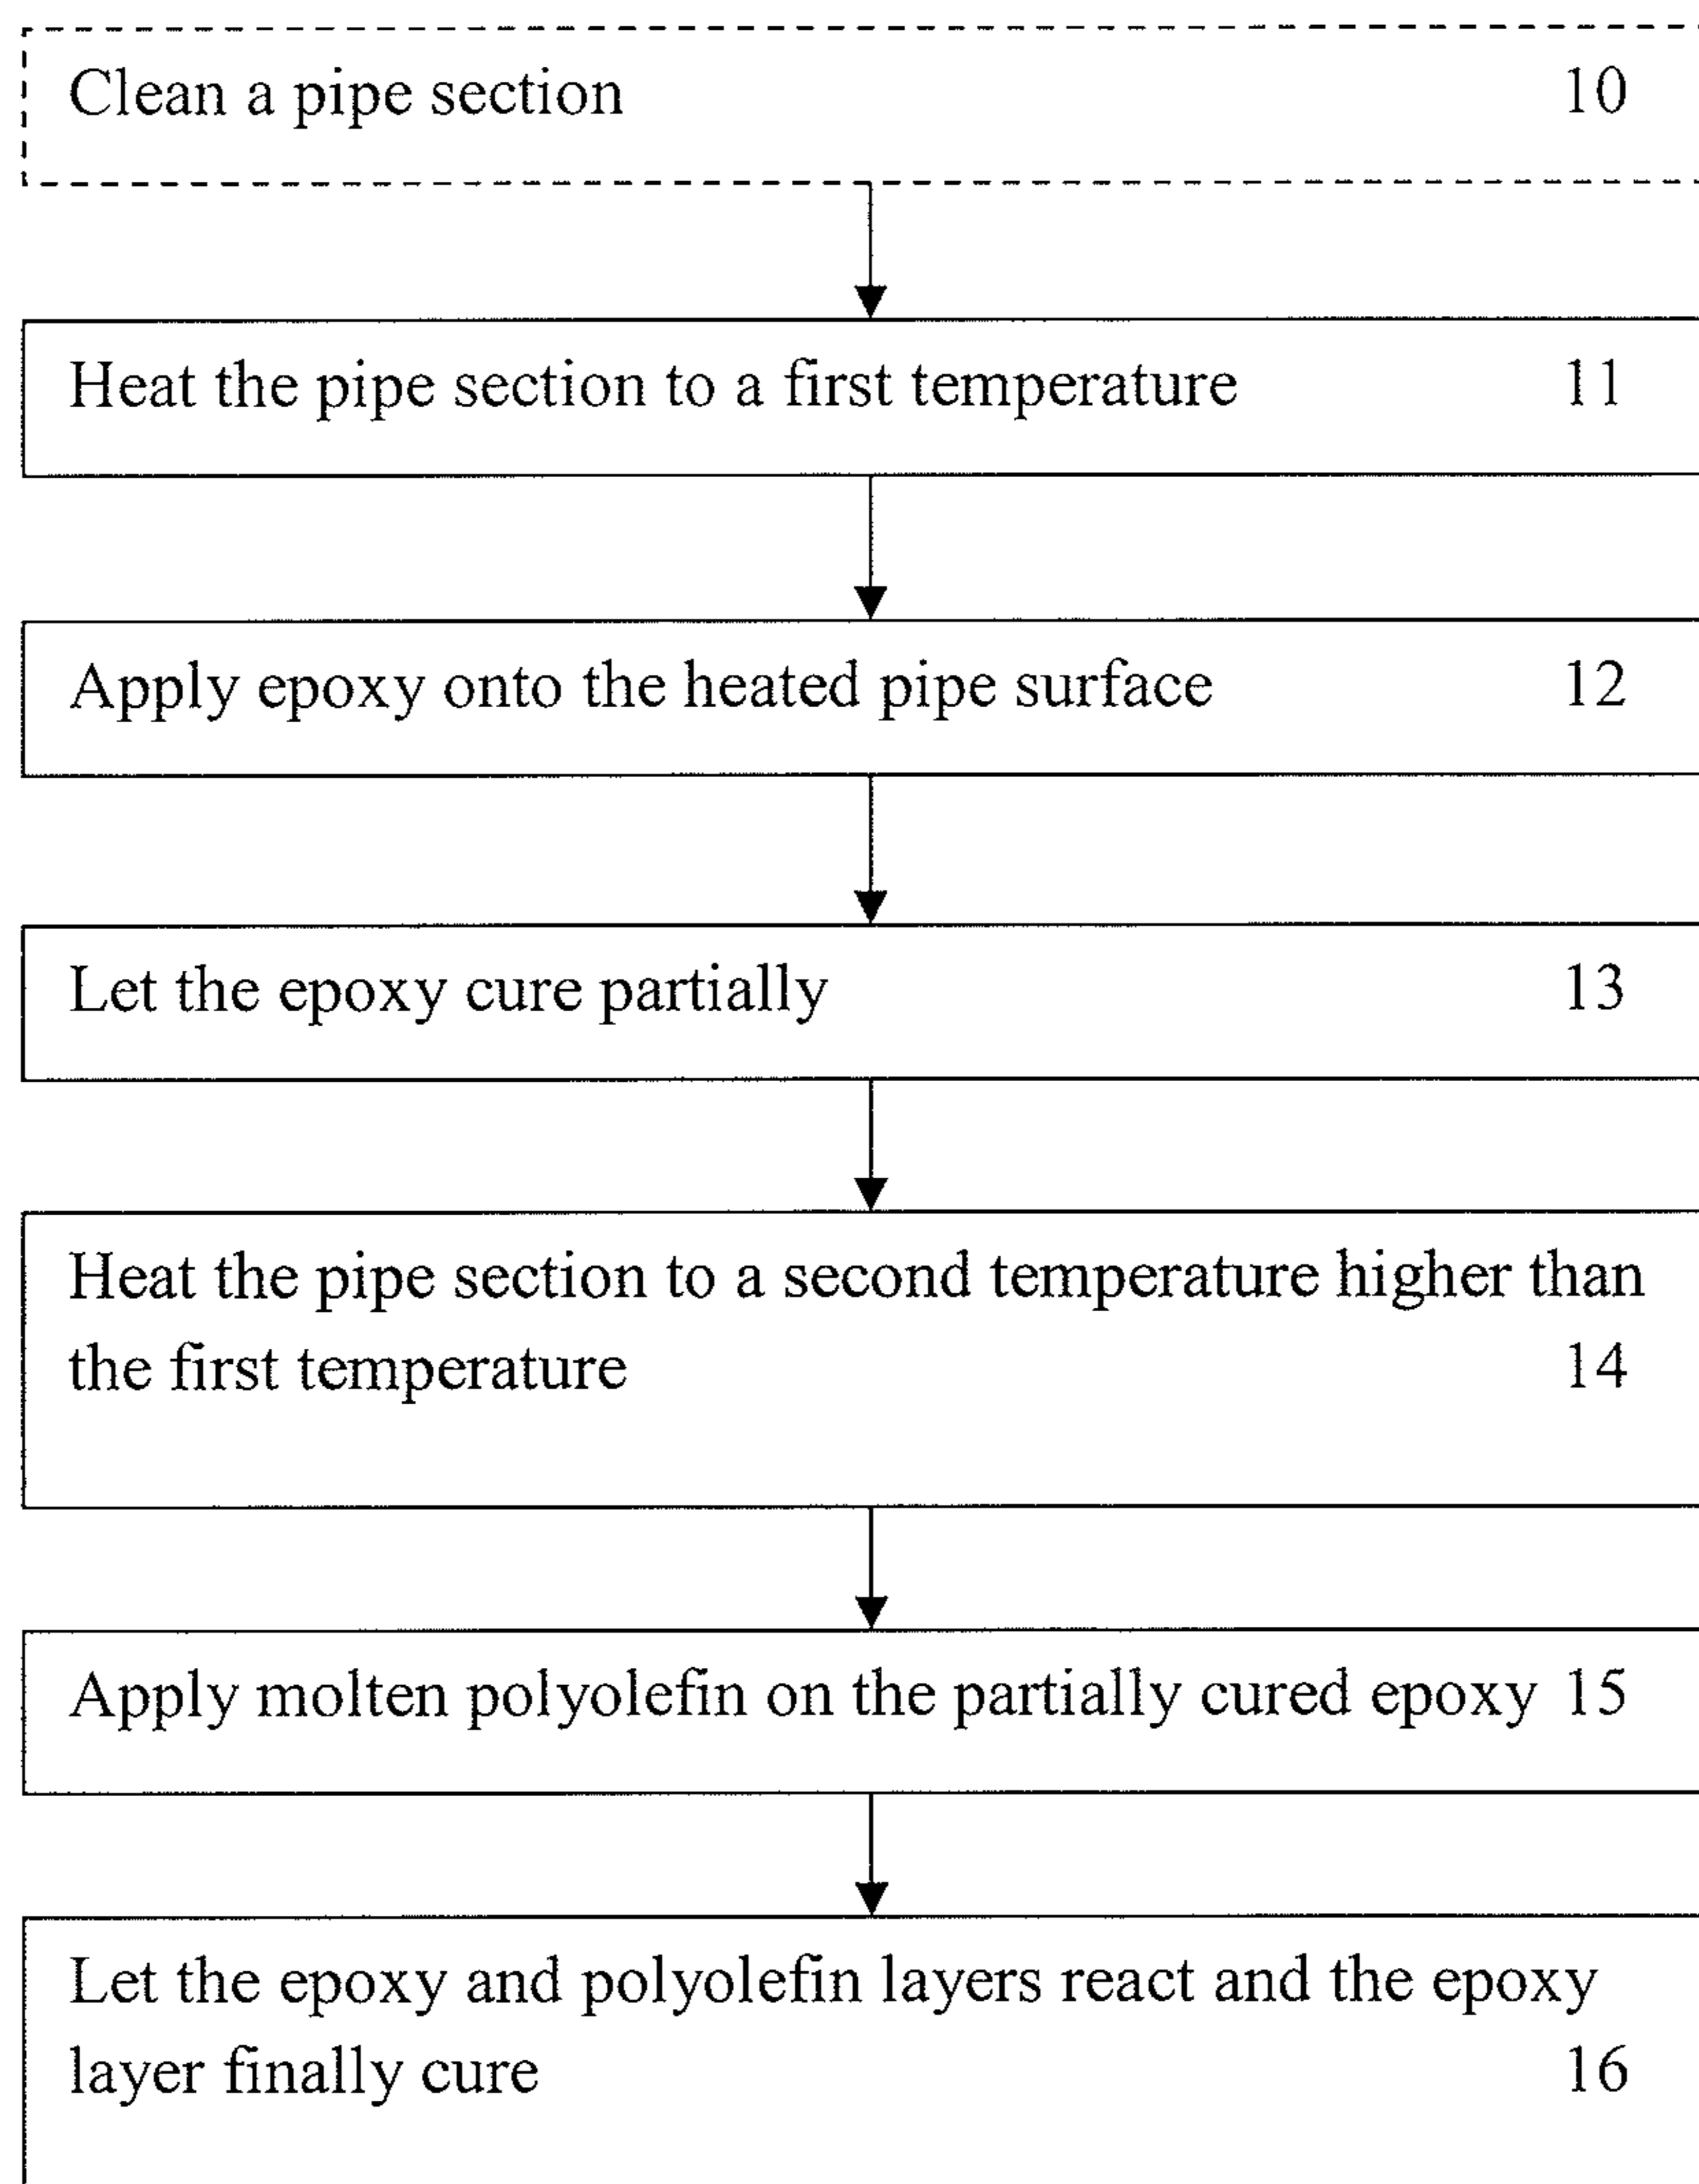 Clean a pipe section 10
Heat the pipe section to a first temperature 11
Apply epoxy onto the heated pipe surface 12
Let the epoxy cure partially 13
Heat the pipe section to a second temperature higher than
the first temperature 14
Apply molten polyolefin on the partially cured epoxy 15
Let the epoxy and polyolefin layers react and the epoxy
layer finally cure 16